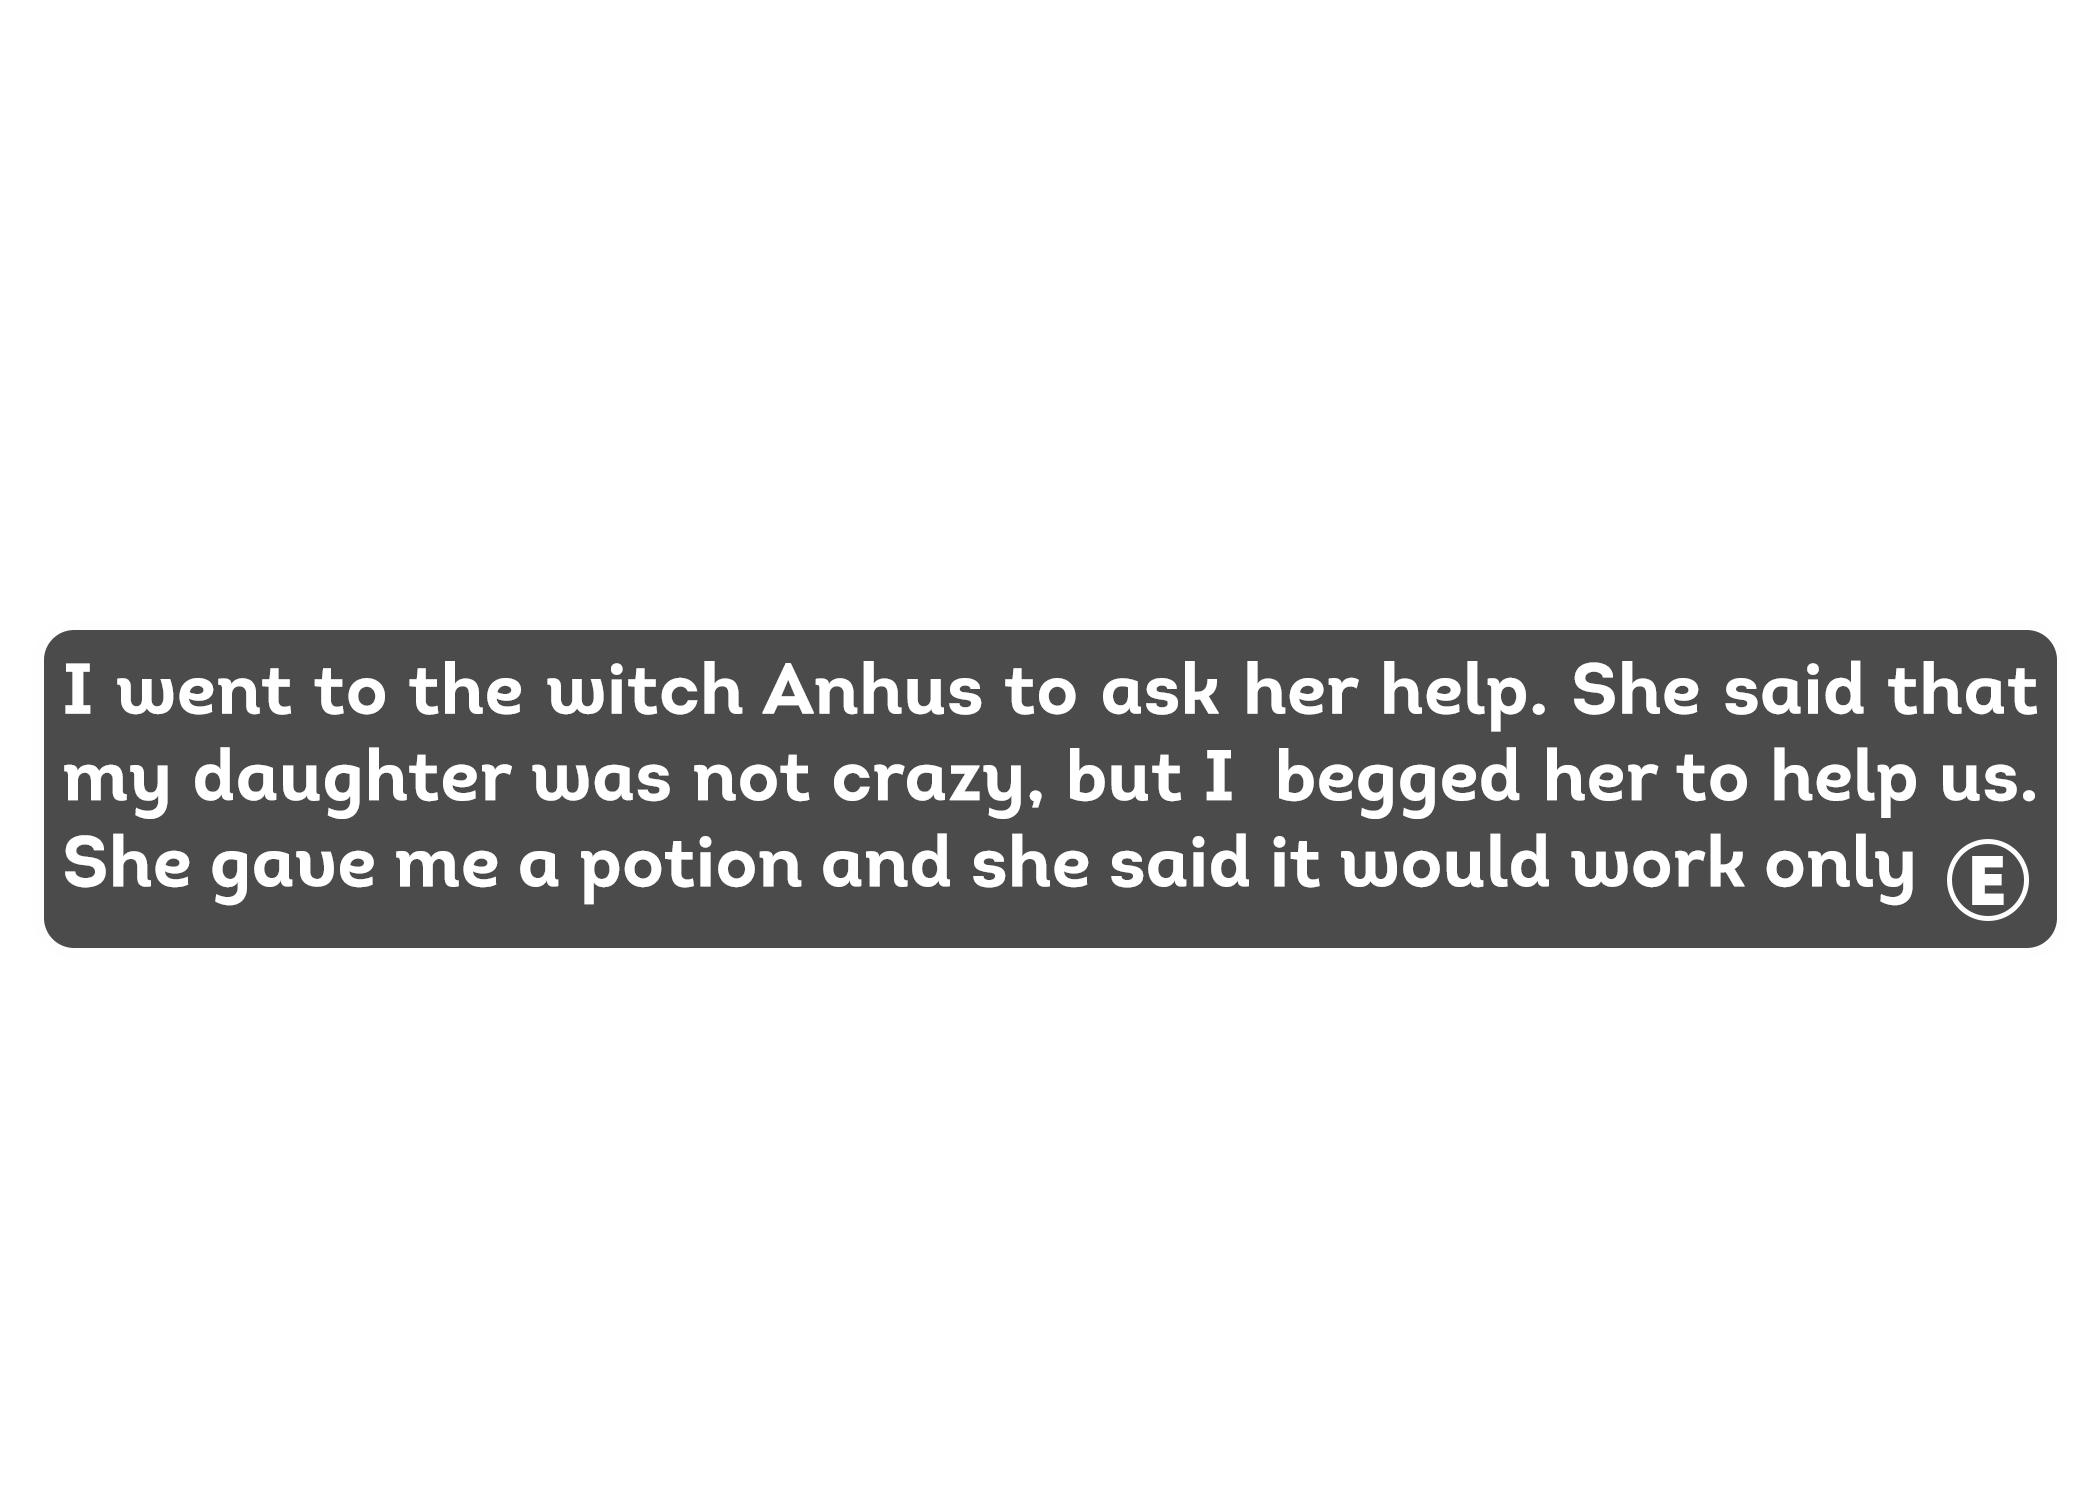 I went to the witch Anhus to ask her help. She said that
my daughter was not crazy, but I  begged her to help us.
She gave me a potion and she said it would work only
E